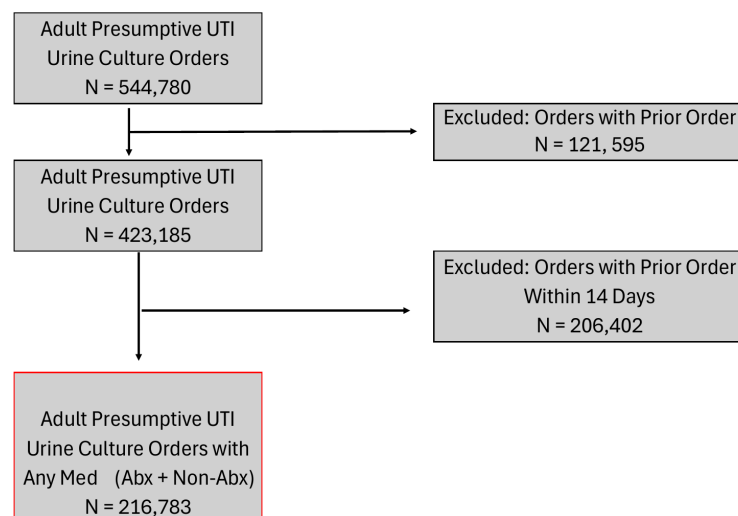 Adult Presumptive UTI
Urine Culture Orders
N = 544,780
Excluded: Orders with Prior Order
N = 121, 595
Adult Presumptive UTI
Urine Culture Orders
N = 423,185
Excluded: Orders with Prior Order
Within 14 Days
N = 206,402
Adult Presumptive UTI
Urine Culture Orders with
Any Med (Abx + Non-Abx)
N = 216,783